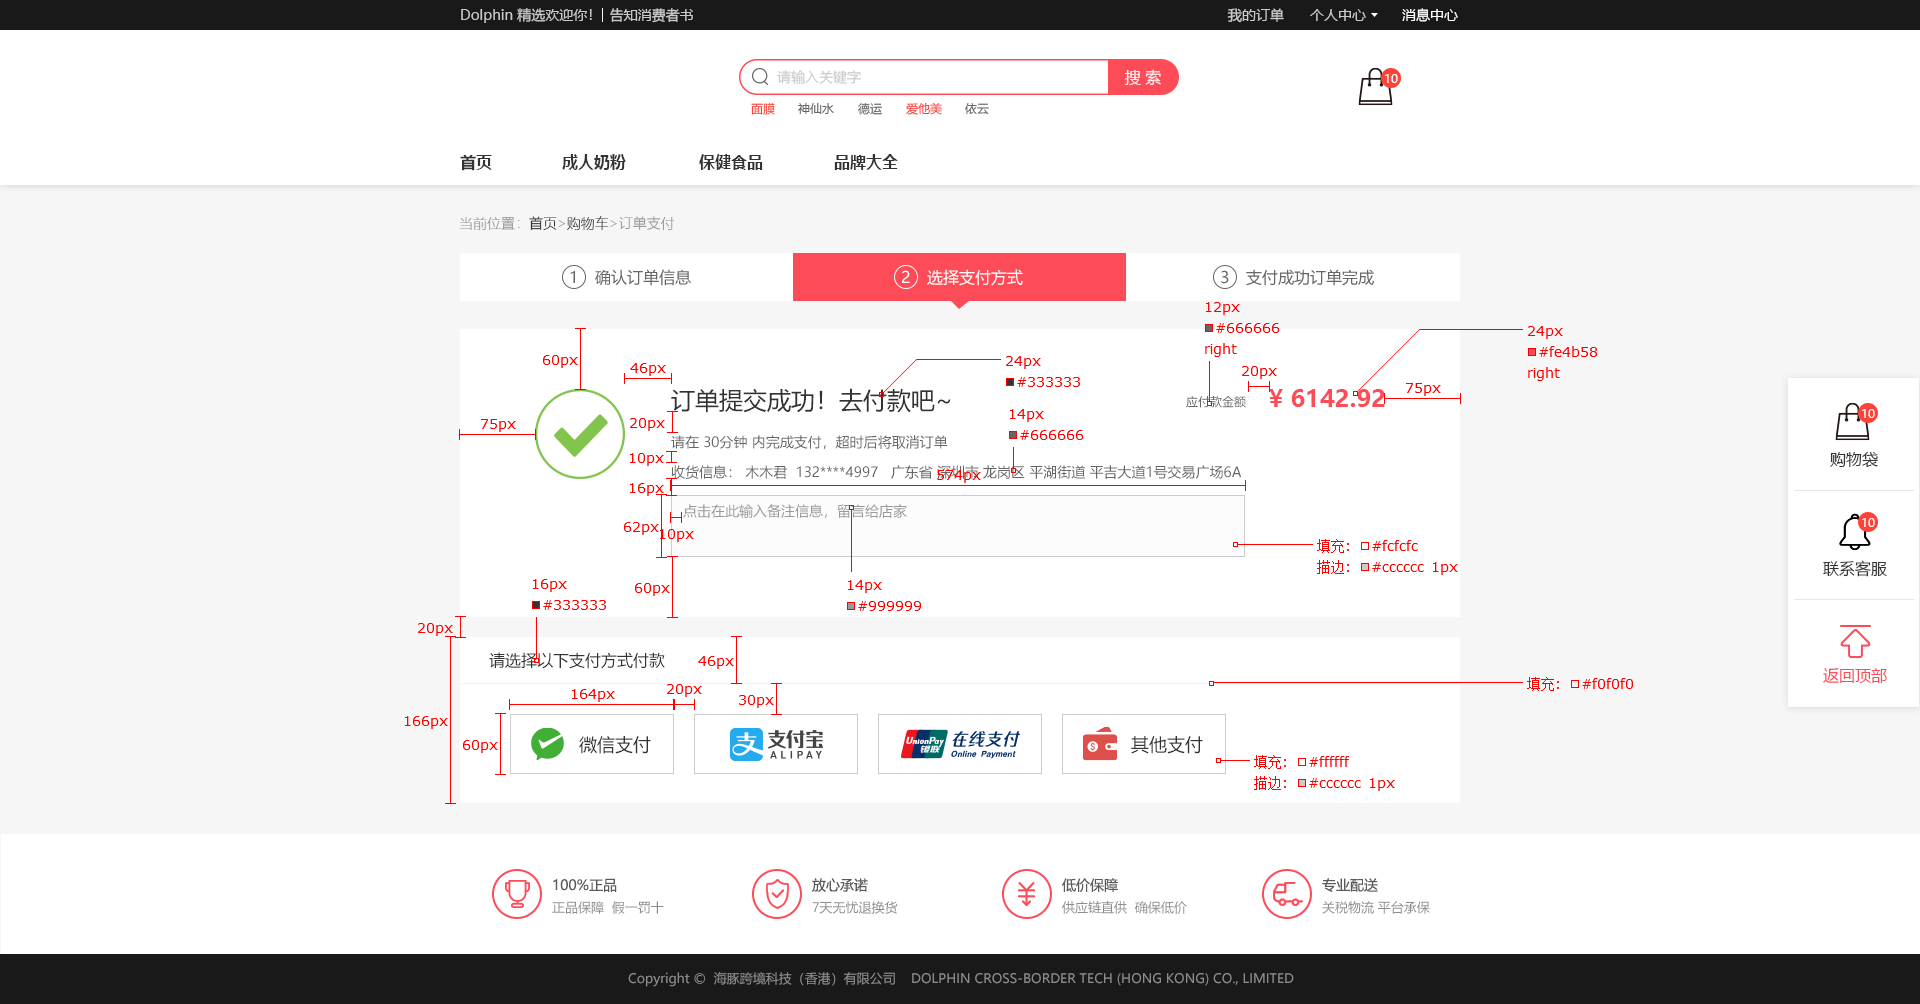 Dolphin 精选欢迎你！| 告知消费者书
我的订单 个人中心 消息中心
请输入关键字 搜 索
10
面膜 神仙水 德运 爱他美 依云
首页 成人奶粉 保健食品 品牌大全
当前位置：首页>购物车>订单支付
1 确认订单信息
2 选择支付方式
3 支付成功订单完成
12px
#666666
right
24px
#fe4b58
right
60px
46px
24px
#333333
20px
75px
订单提交成功！去付款吧~
应付款金额 ¥ 6142.92
14px
#666666
75px
20px
请在 30分钟 内完成支付，超时后将取消订单
10px
收货信息： 木木君 132****4997 广东省 深圳市 龙岗区 平湖街道 平吉大道1号交易广场6A
574px
16px
点击在此输入备注信息，留言给店家
62px
10px
填充： #fcfcfc
描边： #cccccc 1px
60px
14px
#999999
16px
#333333
20px
请选择以下支付方式付款
46px
填充： #f0f0f0
164px
20px
30px
166px
60px
微信支付
支付宝
ALIPAY
UnionPay
银联
在线支付
Online Payment
其他支付
填充： #ffffff
描边： #cccccc 1px
10
购物袋
10
联系客服
返回顶部
100%正品
正品保障 假一罚十
放心承诺
7天无忧退换货
低价保障
供应链直供 确保低价
专业配送
关税物流 平台承保
Copyright © 海豚跨境科技（香港）有限公司 DOLPHIN CROSS-BORDER TECH (HONG KONG) CO., LIMITED